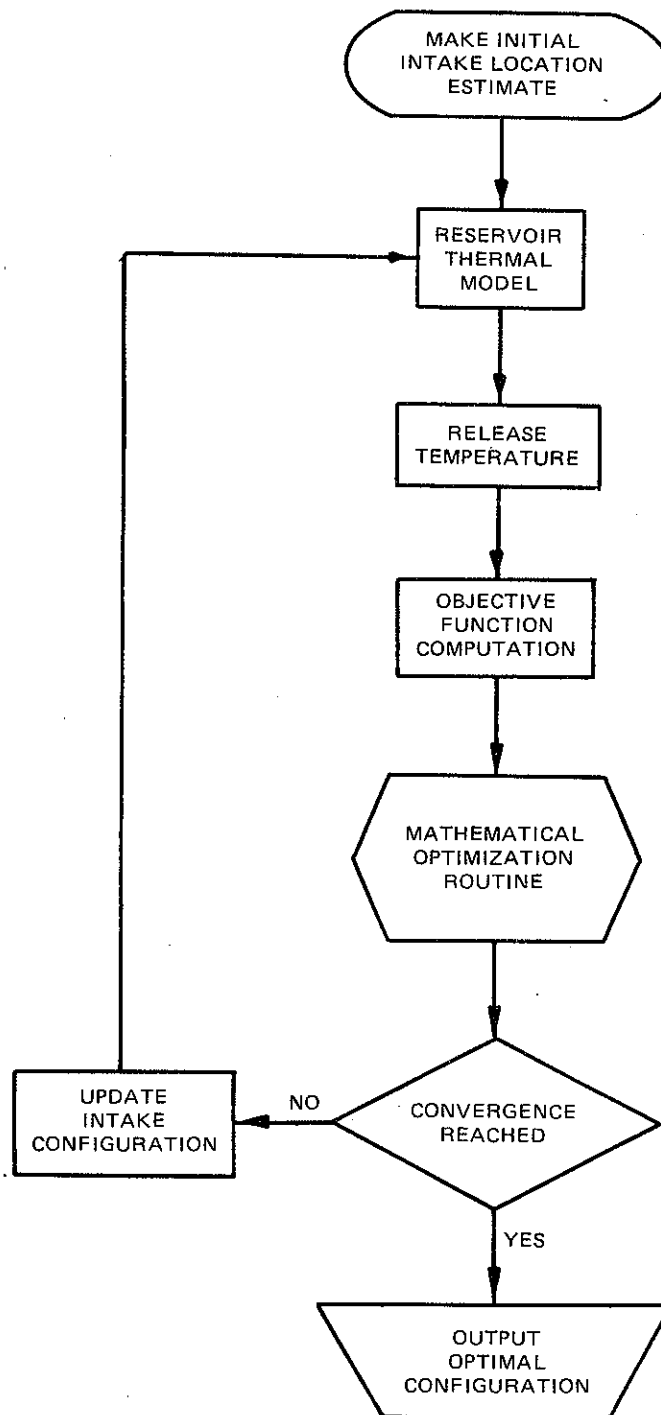 MAKE INITIAL
INTAKE LOCATION
ESTIMATE
RESERVOIR
THERMAL
MODEL
RELEASE
TEMPERATURE
OBJECTIVE
FUNCTION
COMPUTATION
MATHEMATICAL
OPTIMIZATION
ROUTINE
CONVERGENCE
REACHED
NO
UPDATE
INTAKE
CONFIGURATION
YES
OUTPUT
OPTIMAL
CONFIGURATION